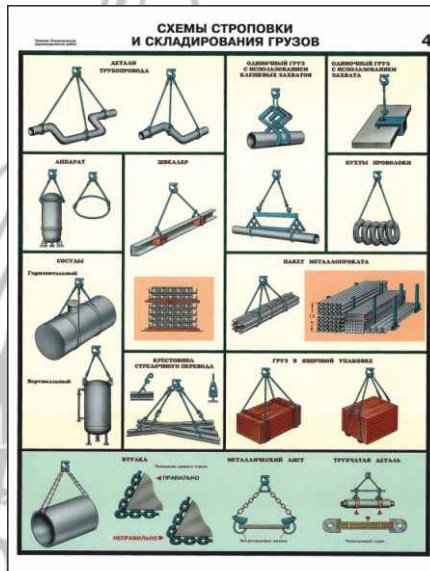 СХЕМЫ СТРОПОВКИ
И СКЛАДИРОВАНИЯ ГРУЗОВ
4
ДЕТАЛИ
ТРУБОПРОВОДА
ОДИНОЧНЫЙ ГРУЗ
С ИСПОЛЬЗОВАНИЕМ
КЛЕЩЕВЫХ ЗАХВАТОВ
ОДИНОЧНЫЙ ГРУЗ
С ИСПОЛЬЗОВАНИЕМ
ЗАХВАТА
АППАРАТ
ШВЕЛЛЕР
БУХТЫ ПРОВОЛОКИ
СОСУДЫ
Горизонтальный
ПАКЕТ МЕТАЛЛОПРОКАТА
Вертикальный
КРЕСТОВИНА
СТРЕЛОЧНОГО ПЕРЕВОДА
ГРУЗ В ЯЩИЧНОЙ УПАКОВКЕ
ВТУЛКА
ПРАВИЛЬНО
НЕПРАВИЛЬНО
МЕТАЛЛИЧЕСКИЙ ЛИСТ
ТРУБЧАТАЯ ДЕТАЛЬ